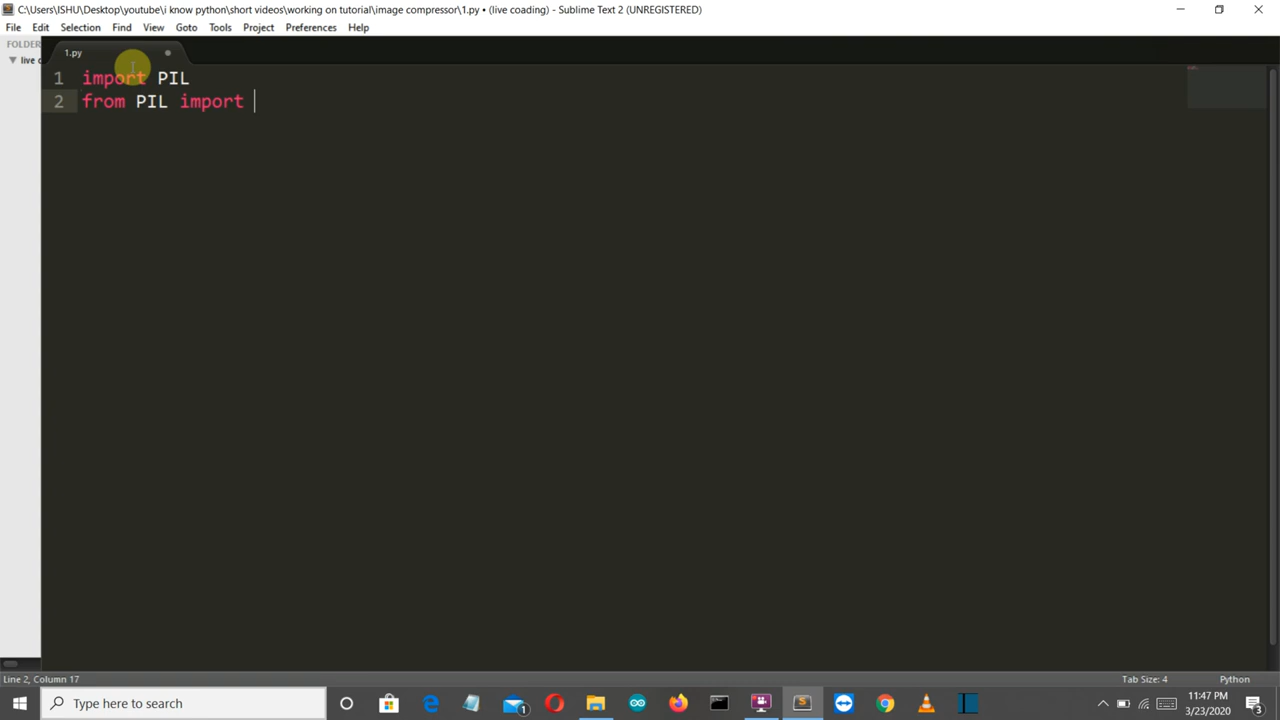 C:\Users\ISHU\Desktop\youtube\i know python\short videos\working on tutorial\image compressor\1.py • (live coading) - Sublime Text 2 (UNREGISTERED)
File Edit Selection Find View Goto Tools Project Preferences Help
FOLDER
live c
1.py
1 import PIL
2 from PIL import
Line 2, Column 17
Tab Size: 4
Python
Type here to search
1
11:47 PM
3/23/2020
3